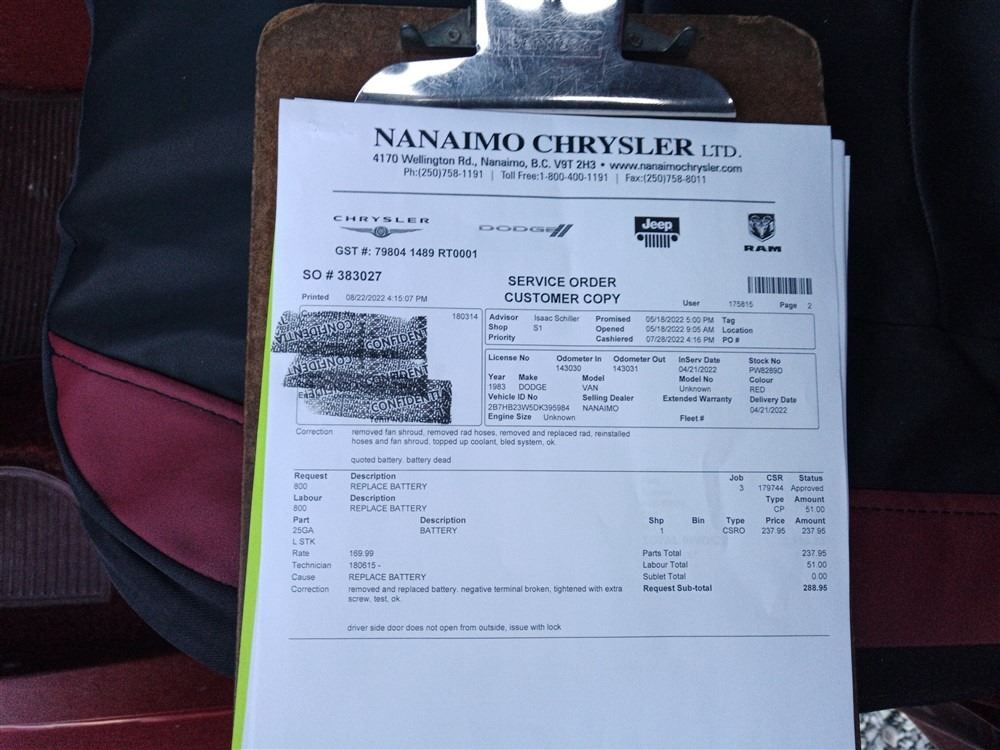 NANAIMO CHRYSLER LTD.
4170 Wellington Rd., Nanaimo, B.C. V9T 2H3 • www.nanaimochrysler.com
Ph:(250)758-1191 | Toll Free:1-800-400-1191 | Fax:(250)758-8011
CHRYSLER DODGE Jeep RAM
GST #: 79804 1489 RT0001
SO # 383027
SERVICE ORDER
CUSTOMER COPY
Printed 08/22/2022 4:15:07 PM User 175815 Page 2
Customer No 180314
CONFIDENTIAL CONFIDENT
CONFIDENTIAL CONFIDENT
CONFIDENTI
Advisor Isaac Schiller Promised 05/18/2022 5:00 PM Tag
Shop S1 Opened 05/18/2022 9:05 AM Location
Priority Cashiered 07/28/2022 4:16 PM PO #
License No Odometer In Odometer Out InServ Date Stock No
143030 143031 04/21/2022 PW8289D
Year Make Model Model No Colour
1983 DODGE VAN Unknown RED
Vehicle ID No Selling Dealer Extended Warranty Delivery Date
2B7HB23W5DK395984 NANAIMO 04/21/2022
Engine Size Unknown Fleet #
Correction removed fan shroud, removed rad hoses, removed and replaced rad, reinstalled
hoses and fan shroud, topped up coolant, bled system, ok.
quoted battery. battery dead
Request Description Job CSR Status
800 REPLACE BATTERY 3 179744 Approved
Labour Description Type Amount
800 REPLACE BATTERY CP 51.00
Part Description Shp Bin Type Price Amount
25GA BATTERY 1 CSRO 237.95 237.95
L STK
Rate 169.99 Parts Total 237.95
Technician 180615 - Labour Total 51.00
Cause REPLACE BATTERY Sublet Total 0.00
Correction removed and replaced battery. negative terminal broken, tightened with extra Request Sub-total 288.95
screw. test, ok.
driver side door does not open from outside, issue with lock